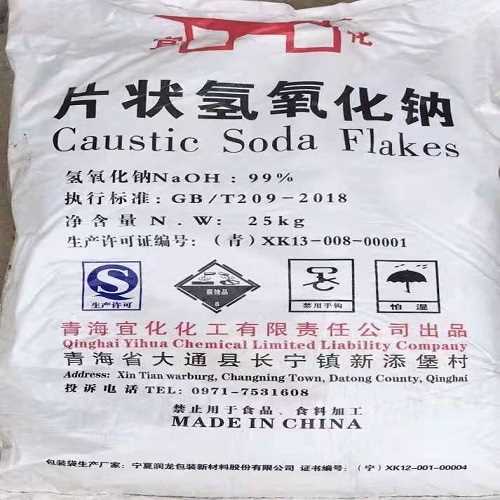 宜 化
片状氢氧化钠
Caustic Soda Flakes
氢氧化钠NaOH：99%
执行标准：GB/T209-2018
净含量 N.W: 25kg
生产许可证编号：（青）XK13-008-00001
生产许可
腐蚀品
8
禁用手钩
怕湿
青海宜化化工有限责任公司出品
Qinghai Yihua Chemical Limited Liability Company
青海省大通县长宁镇新添堡村
Address: Xin Tian warburg, Changning Town, Datong County, Qinghai
投诉电话 TEL: 0971-7531608
禁止用于食品、食料加工
MADE IN CHINA
包装袋生产厂家：宁夏润龙包装新材料股份有限公司 证书编号：（宁）XK12-001-00004